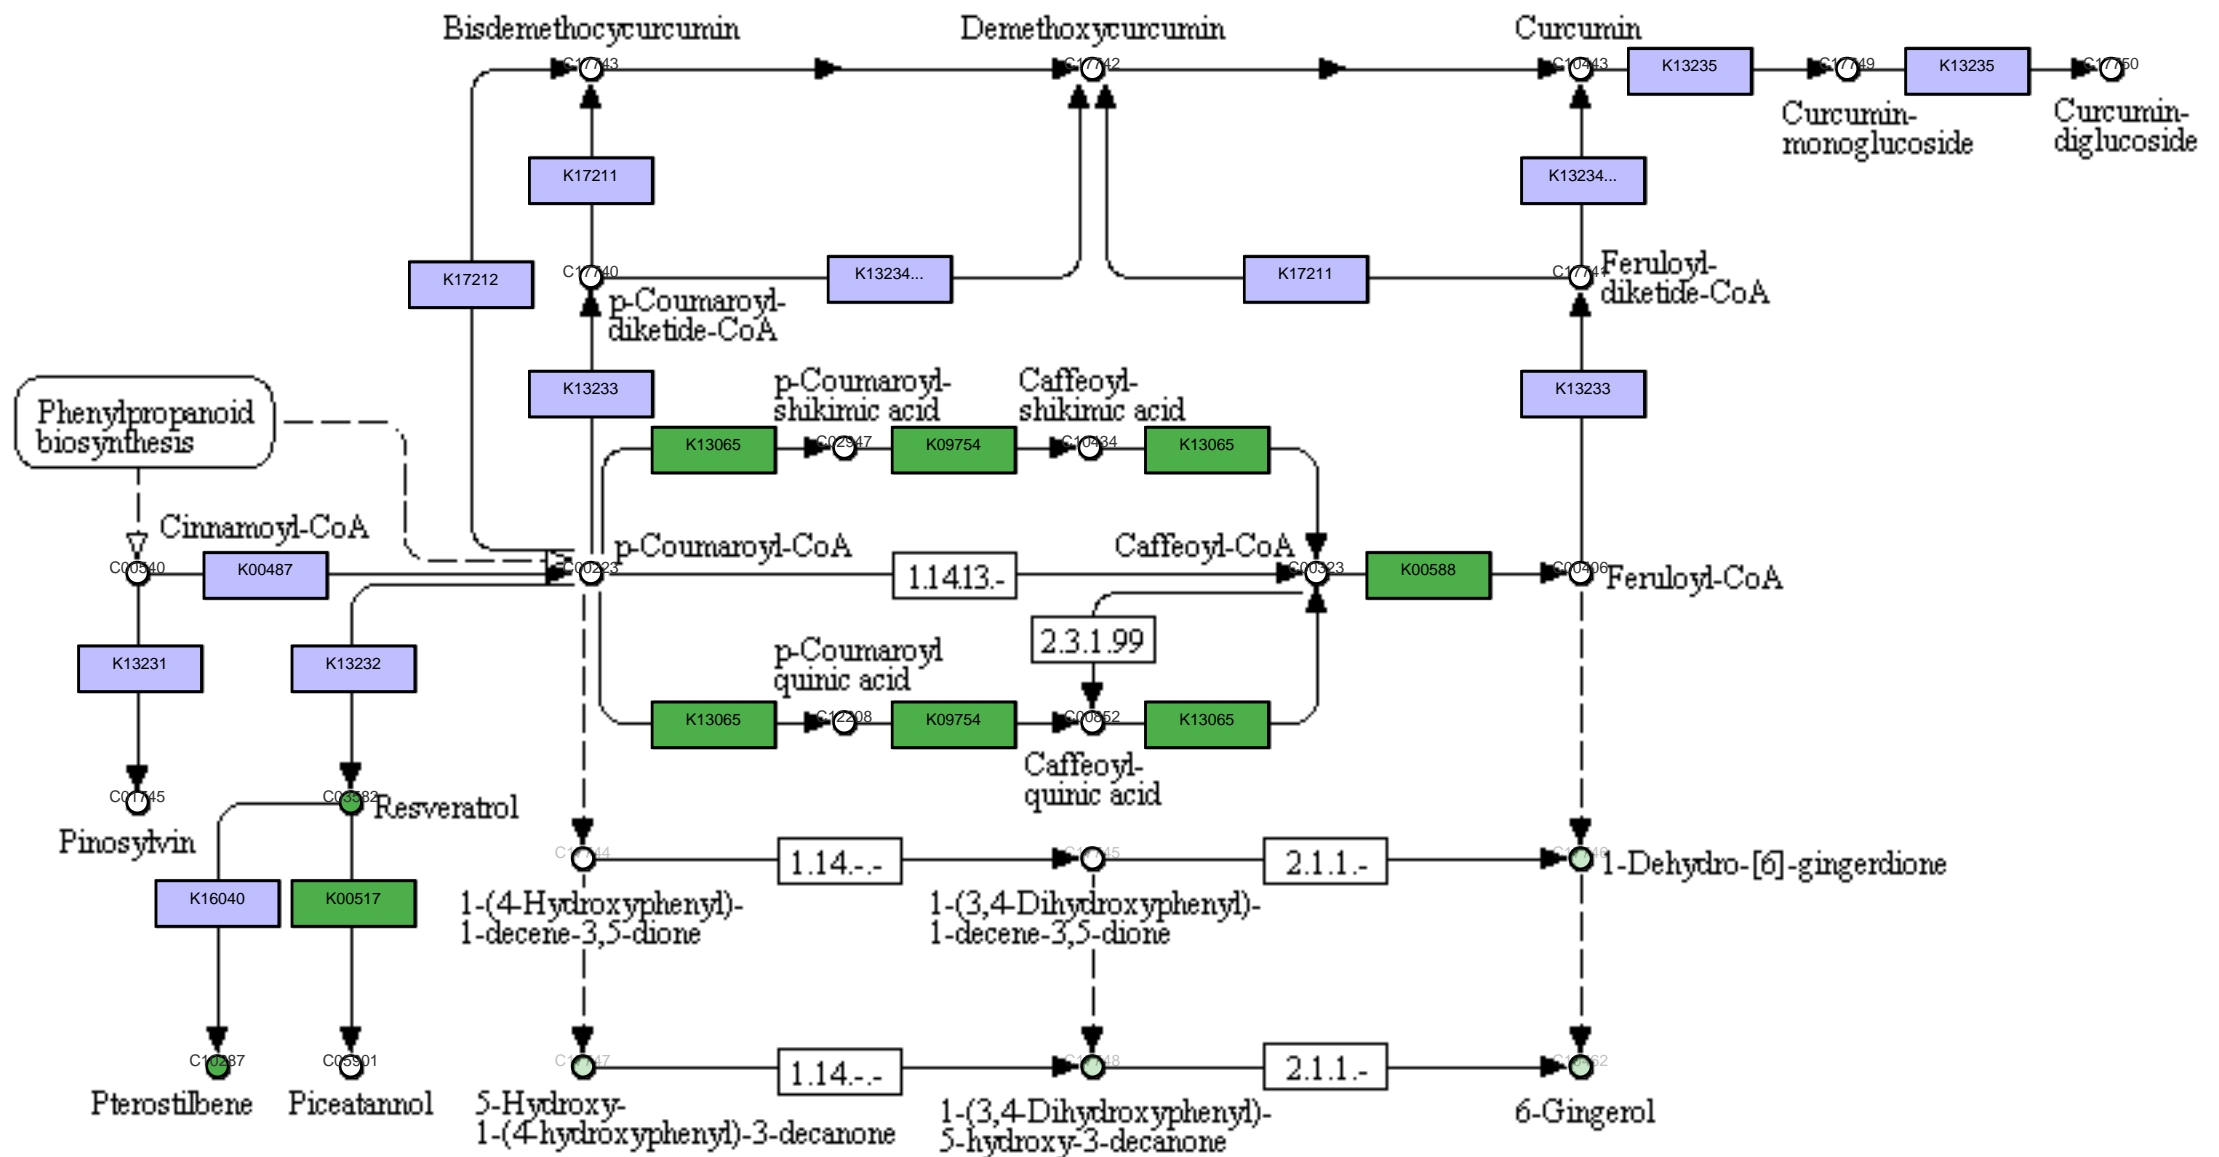 Bisdemethocycurcumin
Demethoxycurcumin
Curcumin
C17743
C17742
C10443
K13235
C17749
K13235
C17750
Curcumin-
monoglucoside
Curcumin-
diglucoside
K17211
K13234...
K17212
C17740
K13234...
K17211
C17741
Feruloyl-
diketide-CoA
p-Coumaroyl-
diketide-CoA
K13233
p-Coumaroyl-
shikimic acid
Caffeoyl-
shikimic acid
K13233
Phenylpropanoid
biosynthesis
K13065
C02947
K09754
C10434
K13065
Cinnamoyl-CoA
p-Coumaroyl-CoA
Caffeoyl-CoA
C00540
K00487
C00223
1.14.13.-
C00323
K00588
C00406
Feruloyl-CoA
2.3.1.99
K13231
K13232
p-Coumaroyl
quinic acid
K13065
C12208
K09754
C00852
K13065
Caffeoyl-
quinic acid
C01745
C03582
Resveratrol
Pinosylvin
C17744
1.14.-.-
C17745
2.1.1.-
C17746
1-Dehydro-[6]-gingerdione
K16040
K00517
1-(4-Hydroxyphenyl)-
1-decene-3,5-dione
1-(3,4-Dihydroxyphenyl)-
1-decene-3,5-dione
C10287
C05901
C17747
1.14.-.-
C17748
2.1.1.-
C10462
Pterostilbene
Piceatannol
5-Hydroxy-
1-(4-hydroxyphenyl)-3-decanone
1-(3,4-Dihydroxyphenyl)-
5-hydroxy-3-decanone
6-Gingerol